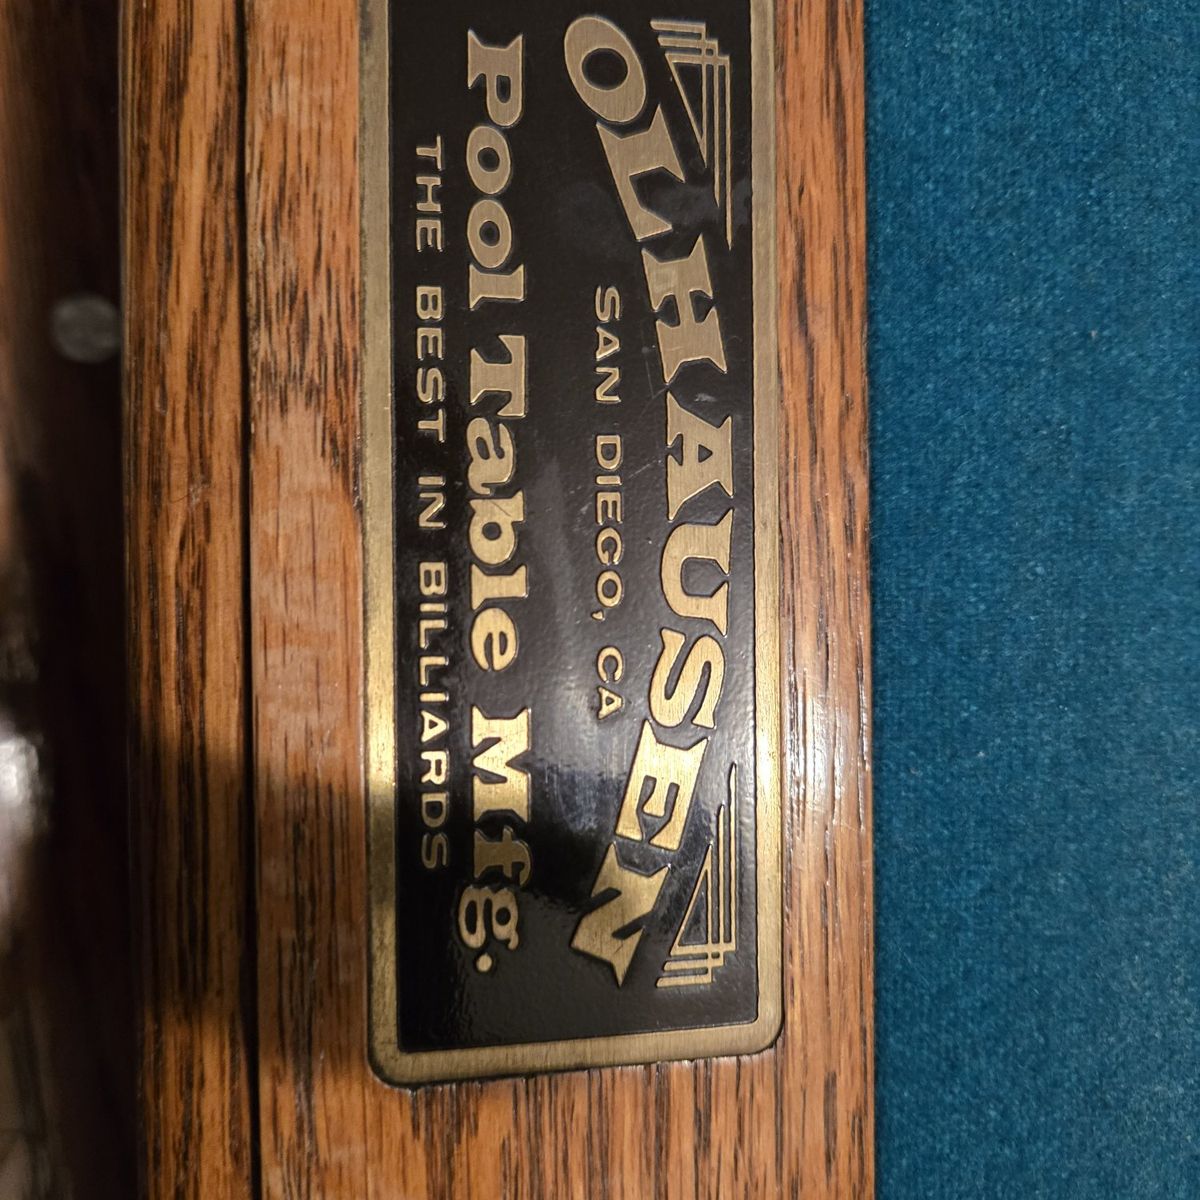 OLHAUSEN
SAN DIEGO, CA
Pool Table Mfg.
THE BEST IN BILLIARDS